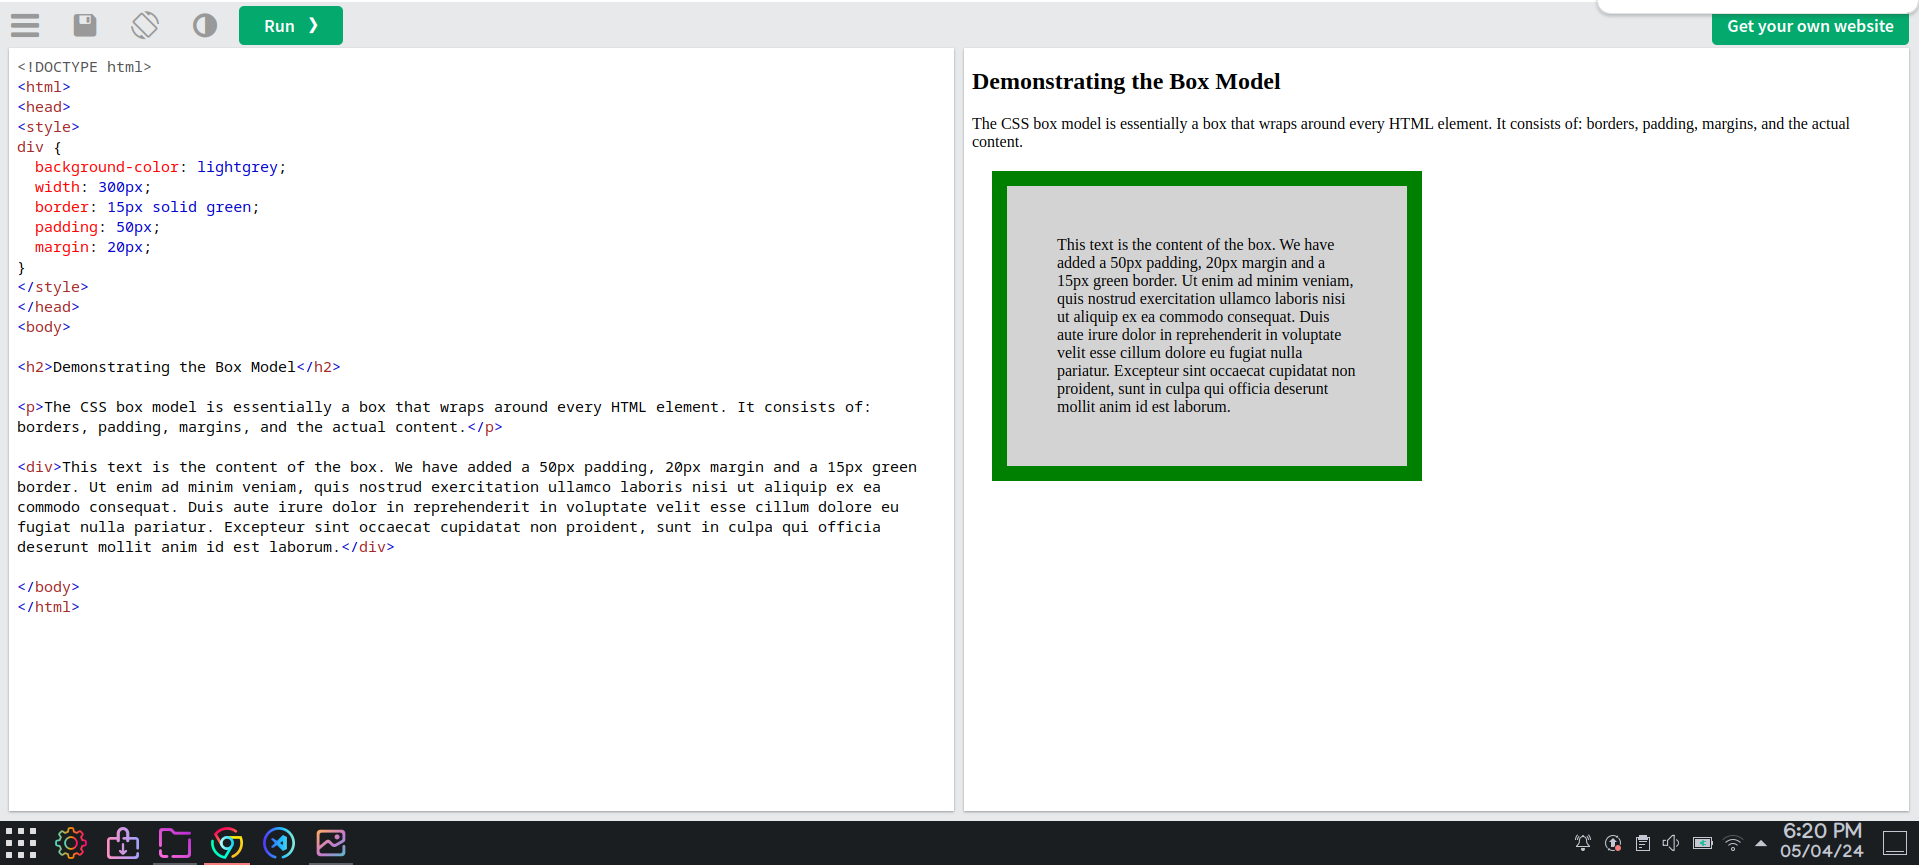 Run ❯
Get your own website
<!DOCTYPE html>
<html>
<head>
<style>
div {
  background-color: lightgrey;
  width: 300px;
  border: 15px solid green;
  padding: 50px;
  margin: 20px;
}
</style>
</head>
<body>
<h2>Demonstrating the Box Model</h2>
<p>The CSS box model is essentially a box that wraps around every HTML element. It consists of:
borders, padding, margins, and the actual content.</p>
<div>This text is the content of the box. We have added a 50px padding, 20px margin and a 15px green
border. Ut enim ad minim veniam, quis nostrud exercitation ullamco laboris nisi ut aliquip ex ea
commodo consequat. Duis aute irure dolor in reprehenderit in voluptate velit esse cillum dolore eu
fugiat nulla pariatur. Excepteur sint occaecat cupidatat non proident, sunt in culpa qui officia
deserunt mollit anim id est laborum.</div>
</body>
</html>
Demonstrating the Box Model
The CSS box model is essentially a box that wraps around every HTML element. It consists of: borders, padding, margins, and the actual
content.
This text is the content of the box. We have
added a 50px padding, 20px margin and a
15px green border. Ut enim ad minim veniam,
quis nostrud exercitation ullamco laboris nisi
ut aliquip ex ea commodo consequat. Duis
aute irure dolor in reprehenderit in voluptate
velit esse cillum dolore eu fugiat nulla
pariatur. Excepteur sint occaecat cupidatat non
proident, sunt in culpa qui officia deserunt
mollit anim id est laborum.
6:20 PM
05/04/24